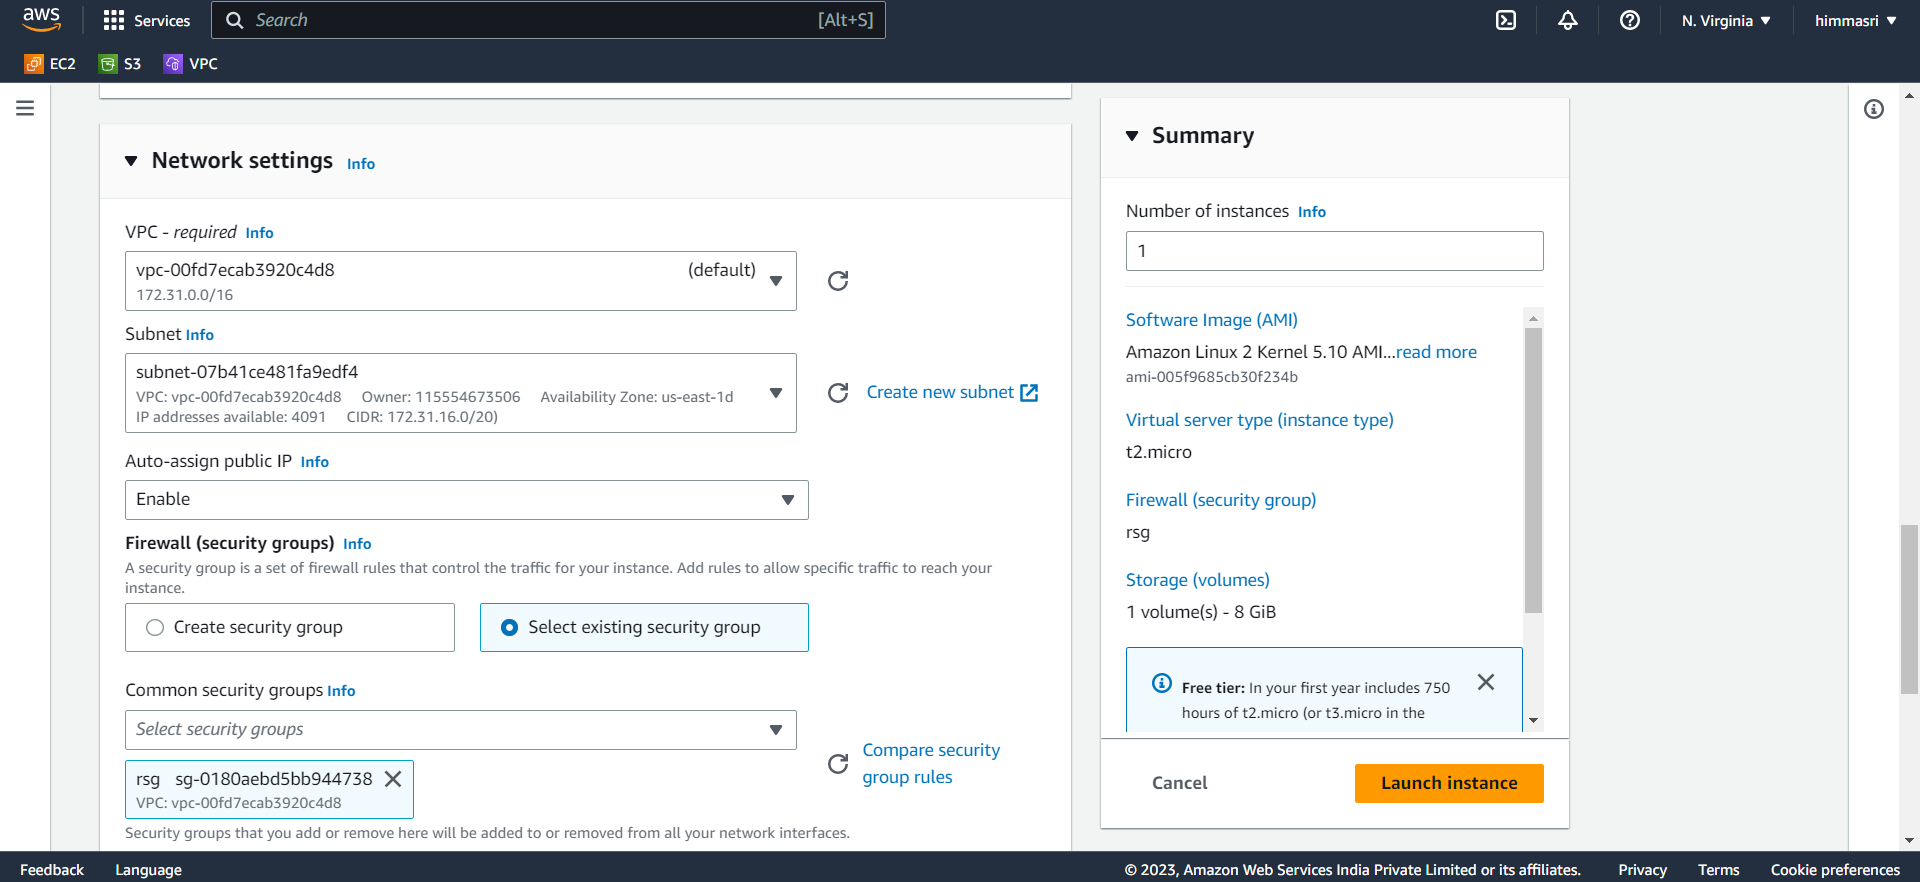 aws
Services
Search [Alt+S]
N. Virginia
himmasri
EC2
S3
VPC
Network settings Info
VPC - required Info
vpc-00fd7ecab3920c4d8 (default)
172.31.0.0/16
Subnet Info
subnet-07b41ce481fa9edf4
VPC: vpc-00fd7ecab3920c4d8 Owner: 115554673506 Availability Zone: us-east-1d
IP addresses available: 4091 CIDR: 172.31.16.0/20)
Create new subnet
Auto-assign public IP Info
Enable
Firewall (security groups) Info
A security group is a set of firewall rules that control the traffic for your instance. Add rules to allow specific traffic to reach your
instance.
Create security group
Select existing security group
Common security groups Info
Select security groups
rsg sg-0180aebd5bb944738
VPC: vpc-00fd7ecab3920c4d8
Compare security
group rules
Security groups that you add or remove here will be added to or removed from all your network interfaces.
Summary
Number of instances Info
1
Software Image (AMI)
Amazon Linux 2 Kernel 5.10 AMI...read more
ami-005f9685cb30f234b
Virtual server type (instance type)
t2.micro
Firewall (security group)
rsg
Storage (volumes)
1 volume(s) - 8 GiB
Free tier: In your first year includes 750
hours of t2.micro (or t3.micro in the
Cancel
Launch instance
Feedback
Language
© 2023, Amazon Web Services India Private Limited or its affiliates.
Privacy
Terms
Cookie preferences